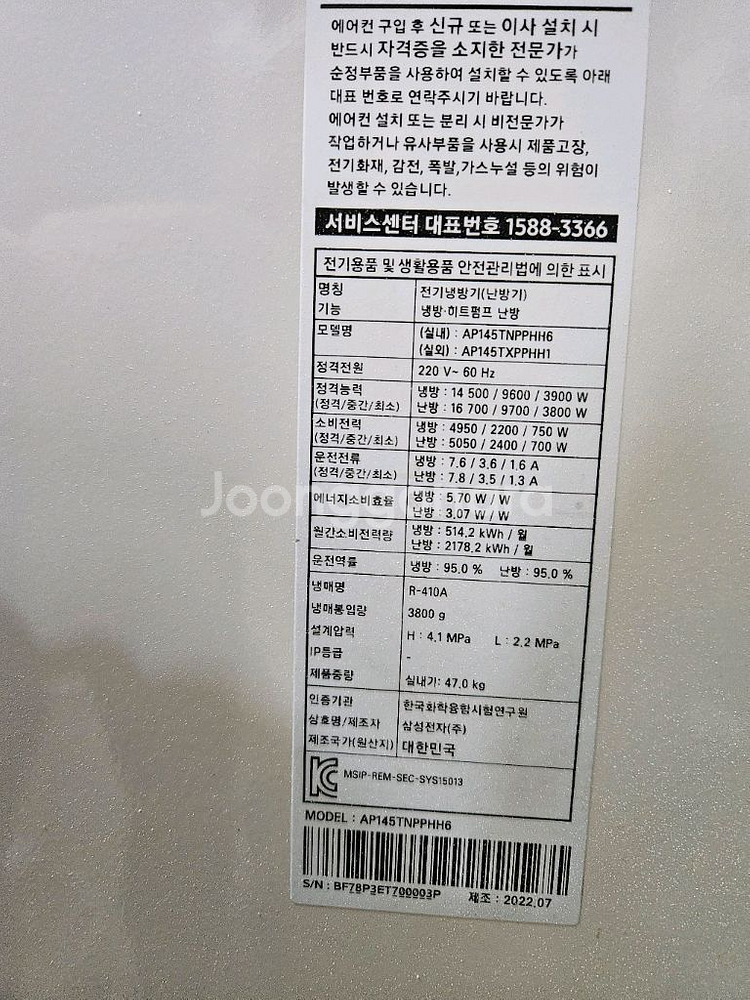 에어컨 구입 후 신규 또는 이사 설치 시
반드시 자격증을 소지한 전문가가
순정부품을 사용하여 설치할 수 있도록 아래
대표 번호로 연락주시기 바랍니다.
에어컨 설치 또는 분리 시 비전문가가
작업하거나 유사부품을 사용시 제품고장,
전기화재, 감전, 폭발,가스누설 등의 위험이
발생할 수 있습니다.
서비스센터 대표번호 1588-3366
전기용품 및 생활용품 안전관리법에 의한 표시
명칭 전기냉방기(난방기)
기능 냉방·히트펌프 난방
모델명 (실내) : AP145TNPPHH6
(실외) : AP145TXPPHH1
정격전원 220 V~ 60 Hz
정격능력 냉방 : 14 500 / 9600 / 3900 W
(정격/중간/최소) 난방 : 16 700 / 9700 / 3800 W
소비전력 냉방 : 4950 / 2200 / 750 W
(정격/중간/최소) 난방 : 5050 / 2400 / 700 W
운전전류 냉방 : 7.6 / 3.6 / 1.6 A
(정격/중간/최소) 난방 : 7.8 / 3.5 / 1.3 A
에너지소비효율 냉방 : 5.70 W / W
난방 : 3.07 W / W
월간소비전력량 냉방 : 514.2 kWh / 월
난방 : 2178.2 kWh / 월
운전역률 냉방 : 95.0 % 난방 : 95.0 %
냉매명 R-410A
냉매봉입량 3800 g
설계압력 H : 4.1 MPa L : 2.2 MPa
IP등급 -
제품중량 실내기: 47.0 kg
인증기관 한국화학융합시험연구원
상호명/제조자 삼성전자(주)
제조국가(원산지) 대한민국
MSIP-REM-SEC-SYS15013
MODEL : AP145TNPPHH6
S/N : BF78P3ET700003P 제조 : 2022.07